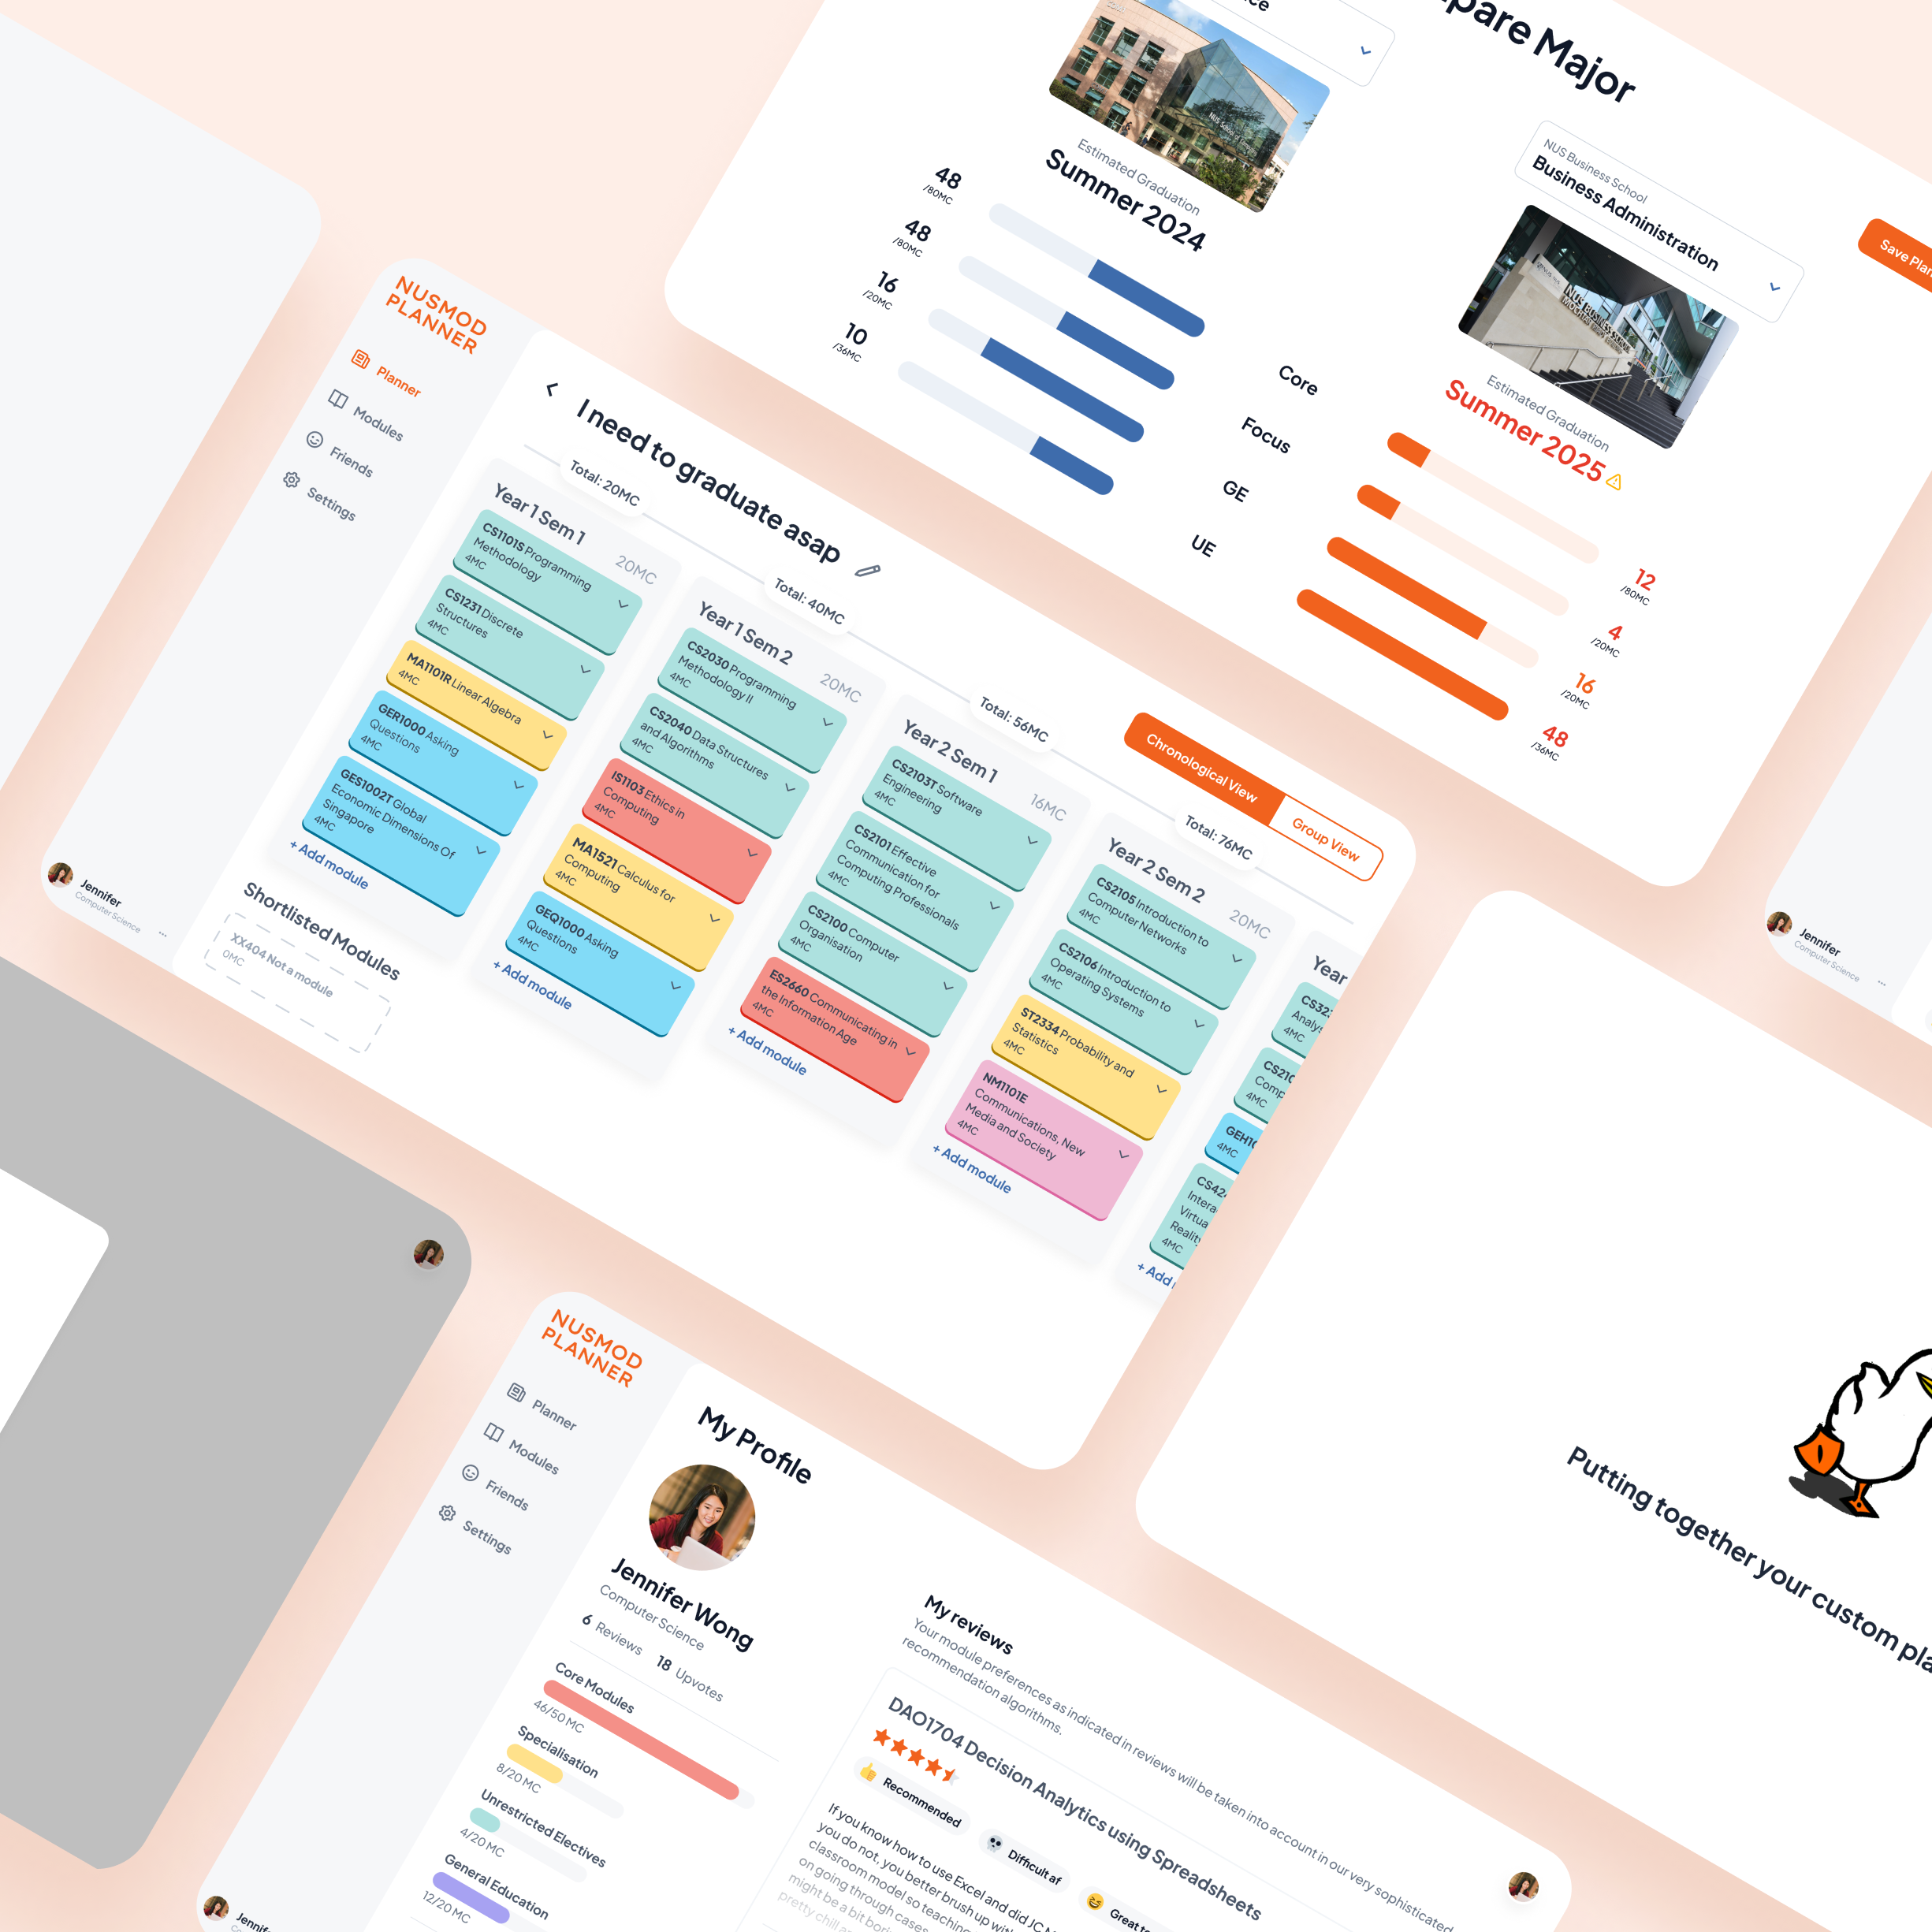 ce
pare Major
Estimated Graduation
Summer 2024
48
/80MC
48
/80MC
16
/20MC
10
/36MC
Core
Focus
GE
UE
NUS Business School
Business Administration
NUS BUSINESS SCHOOL
Estimated Graduation
Summer 2025
12
/80MC
4
/20MC
16
/20MC
48
/36MC
Save Plan
NUSMOD
PLANNER
Planner
Modules
Friends
Settings
Jennifer
Computer Science
I need to graduate asap
Chronological View
Group View
Total: 20MC
Total: 40MC
Total: 56MC
Total: 76MC
Year 1 Sem 1
20MC
CS1101S Programming
Methodology
4MC
CS1231 Discrete
Structures
4MC
MA1101R Linear Algebra
4MC
GER1000 Asking
Questions
4MC
GES1002T Global
Economic Dimensions Of
Singapore
4MC
+ Add module
Year 1 Sem 2
20MC
CS2030 Programming
Methodology II
4MC
CS2040 Data Structures
and Algorithms
4MC
IS1103 Ethics in
Computing
4MC
MA1521 Calculus for
Computing
4MC
GEQ1000 Asking
Questions
4MC
+ Add module
Year 2 Sem 1
16MC
CS2103T Software
Engineering
4MC
CS2101 Effective
Communication for
Computing Professionals
4MC
CS2100 Computer
Organisation
4MC
ES2660 Communicating in
the Information Age
4MC
+ Add module
Year 2 Sem 2
20MC
CS2105 Introduction to
Computer Networks
4MC
CS2106 Introduction to
Operating Systems
4MC
ST2334 Probability and
Statistics
4MC
NM1101E
Communications, New
Media and Society
4MC
+ Add module
Year
CS32
Analy
4MC
CS210
Comp
4MC
GEH1
4MC
CS42
Intera
Virtua
Reality
4MC
+ Add
Shortlisted Modules
XX404 Not a module
0MC
Jennifer
Computer Science
Putting together your custom pla
NUSMOD
PLANNER
Planner
Modules
Friends
Settings
Jennife
My Profile
Jennifer Wong
Computer Science
6 Reviews 18 Upvotes
Core Modules
46/50 MC
Specialisation
8/20 MC
Unrestricted Electives
4/20 MC
General Education
12/20 MC
My reviews
Your module preferences as indicated in reviews will be taken into account in our very sophisticated
recommendation algorithms.
DAO1704 Decision Analytics using Spreadsheets
Recommended
Difficult af
Great to
If you know how to use Excel and did JC M
you do not, you better brush up wit
classroom model so teachin
on going through cases
might be a bit bori
pretty chill a